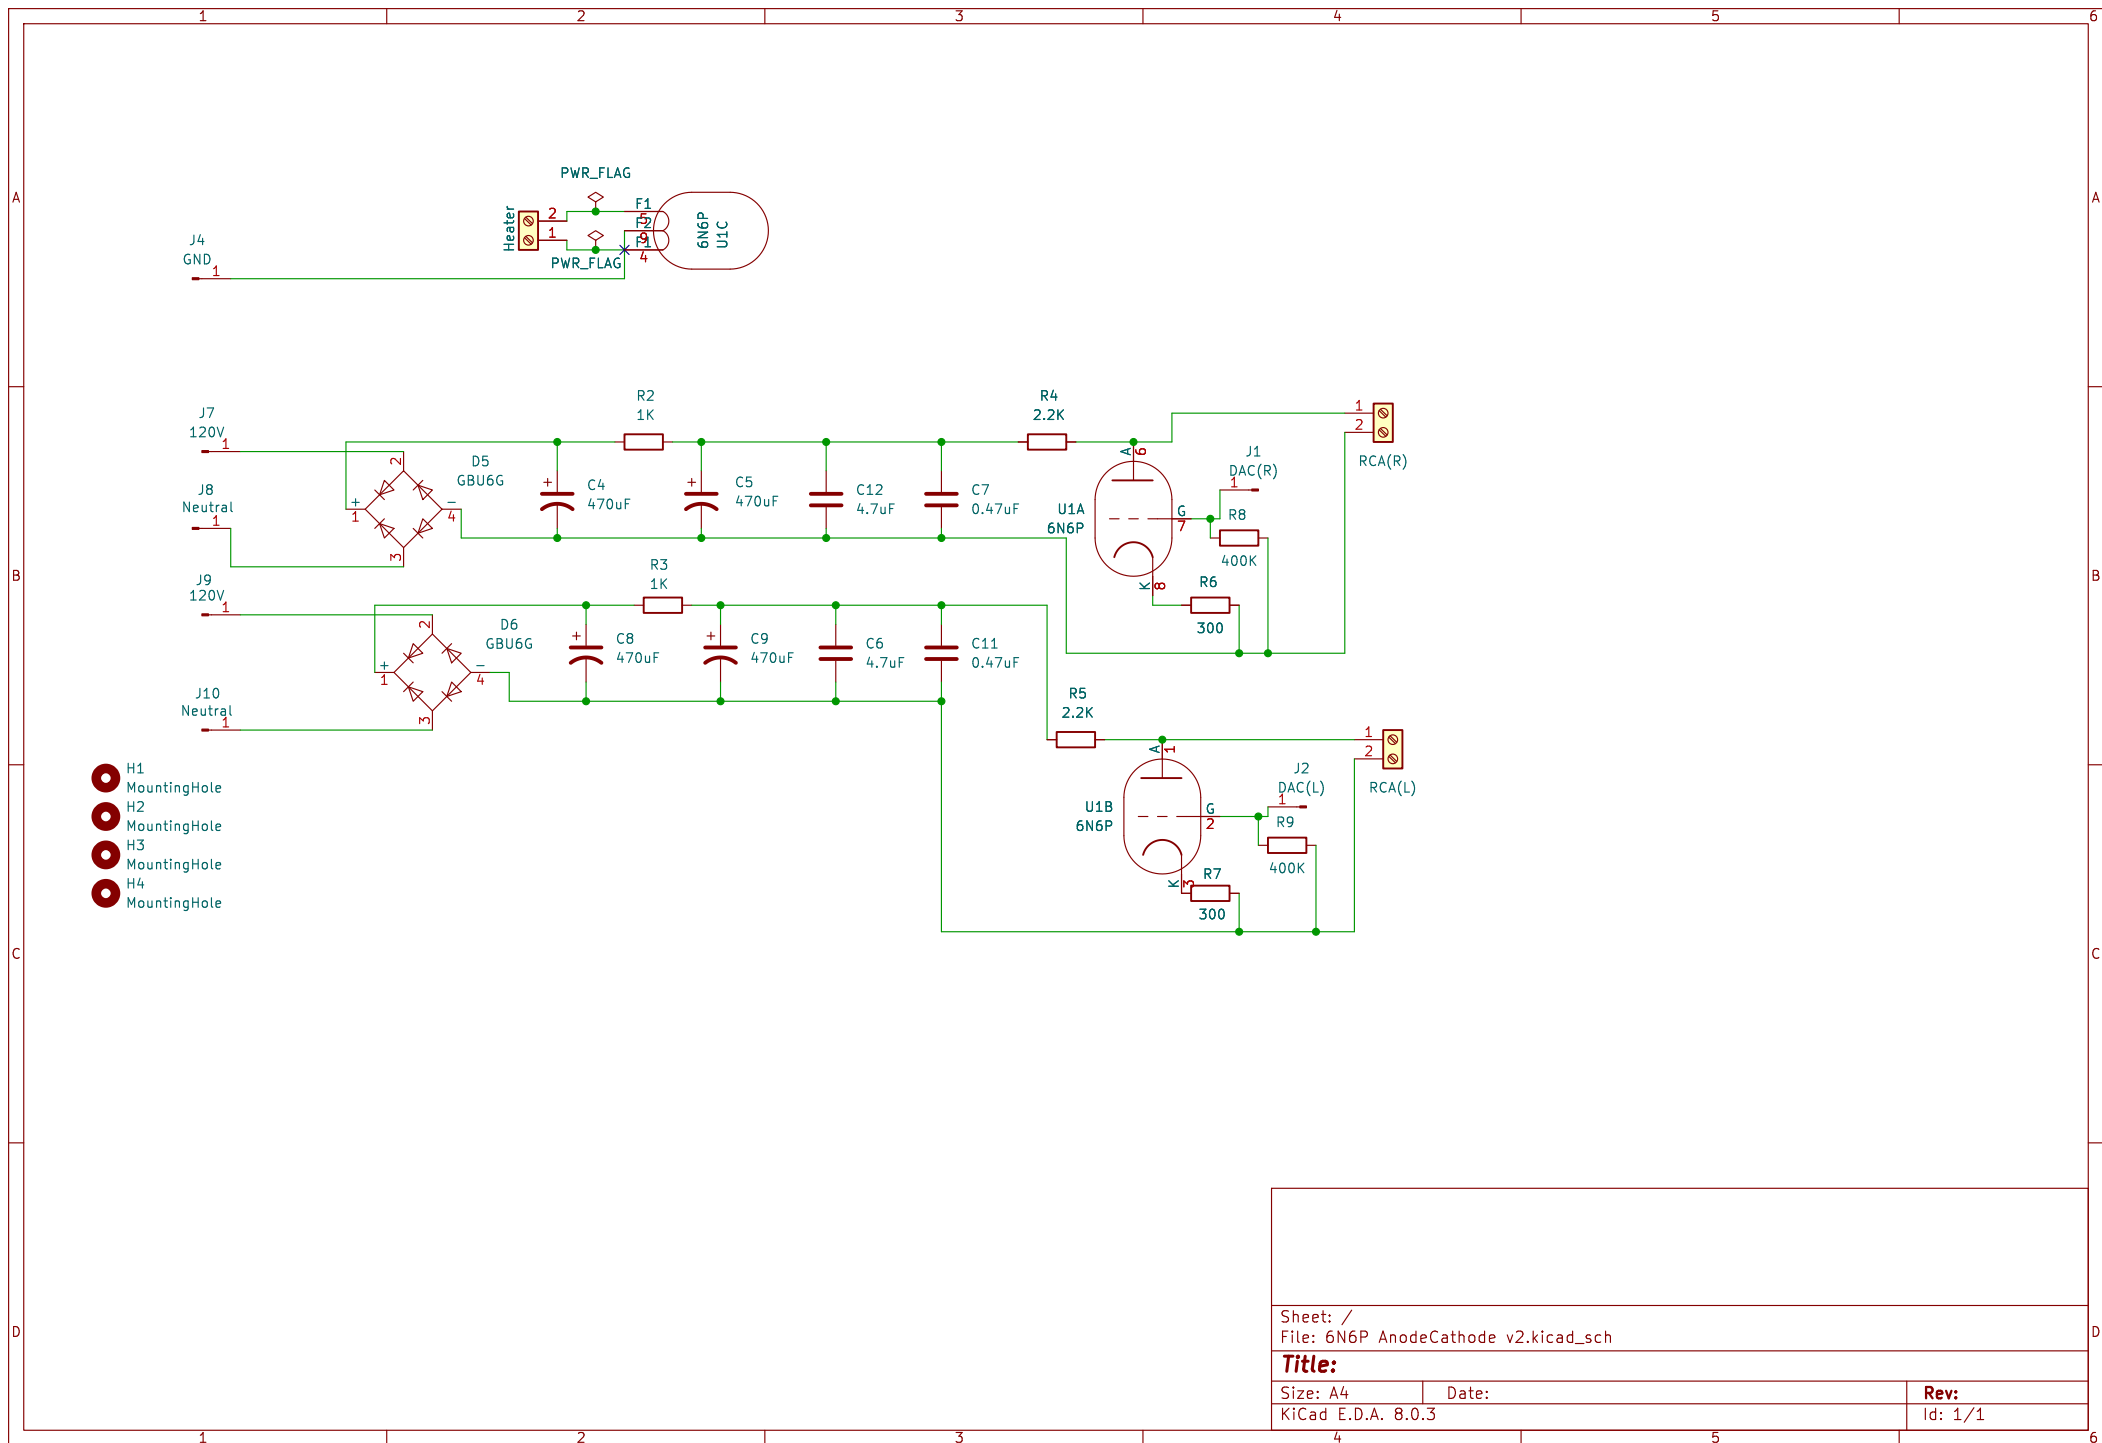 1 2 3 4 5 6
A A
B B
C C
D D
PWR_FLAG
Heater
2
1
PWR_FLAG
F1
5
F2
9
F1
4
6N6P
U1C
J4
GND
1
J7
120V
1
J8
Neutral
1
2
+
1
-
4
3
D5
GBU6G
R2
1K
+
C4
470uF
+
C5
470uF
C12
4.7uF
C7
0.47uF
R4
2.2K
A
6
U1A
6N6P
G
7
K
8
J1
DAC(R)
1
R8
400K
R6
300
1
2
RCA(R)
J9
120V
1
J10
Neutral
1
2
+
1
-
4
3
D6
GBU6G
R3
1K
+
C8
470uF
+
C9
470uF
C6
4.7uF
C11
0.47uF
R5
2.2K
A
1
U1B
6N6P
G
2
K
3
J2
DAC(L)
1
R9
400K
R7
300
1
2
RCA(L)
H1
MountingHole
H2
MountingHole
H3
MountingHole
H4
MountingHole
Sheet: /
File: 6N6P AnodeCathode v2.kicad_sch
Title:
Size: A4 Date: Rev:
KiCad E.D.A. 8.0.3 Id: 1/1
1 2 3 4 5 6